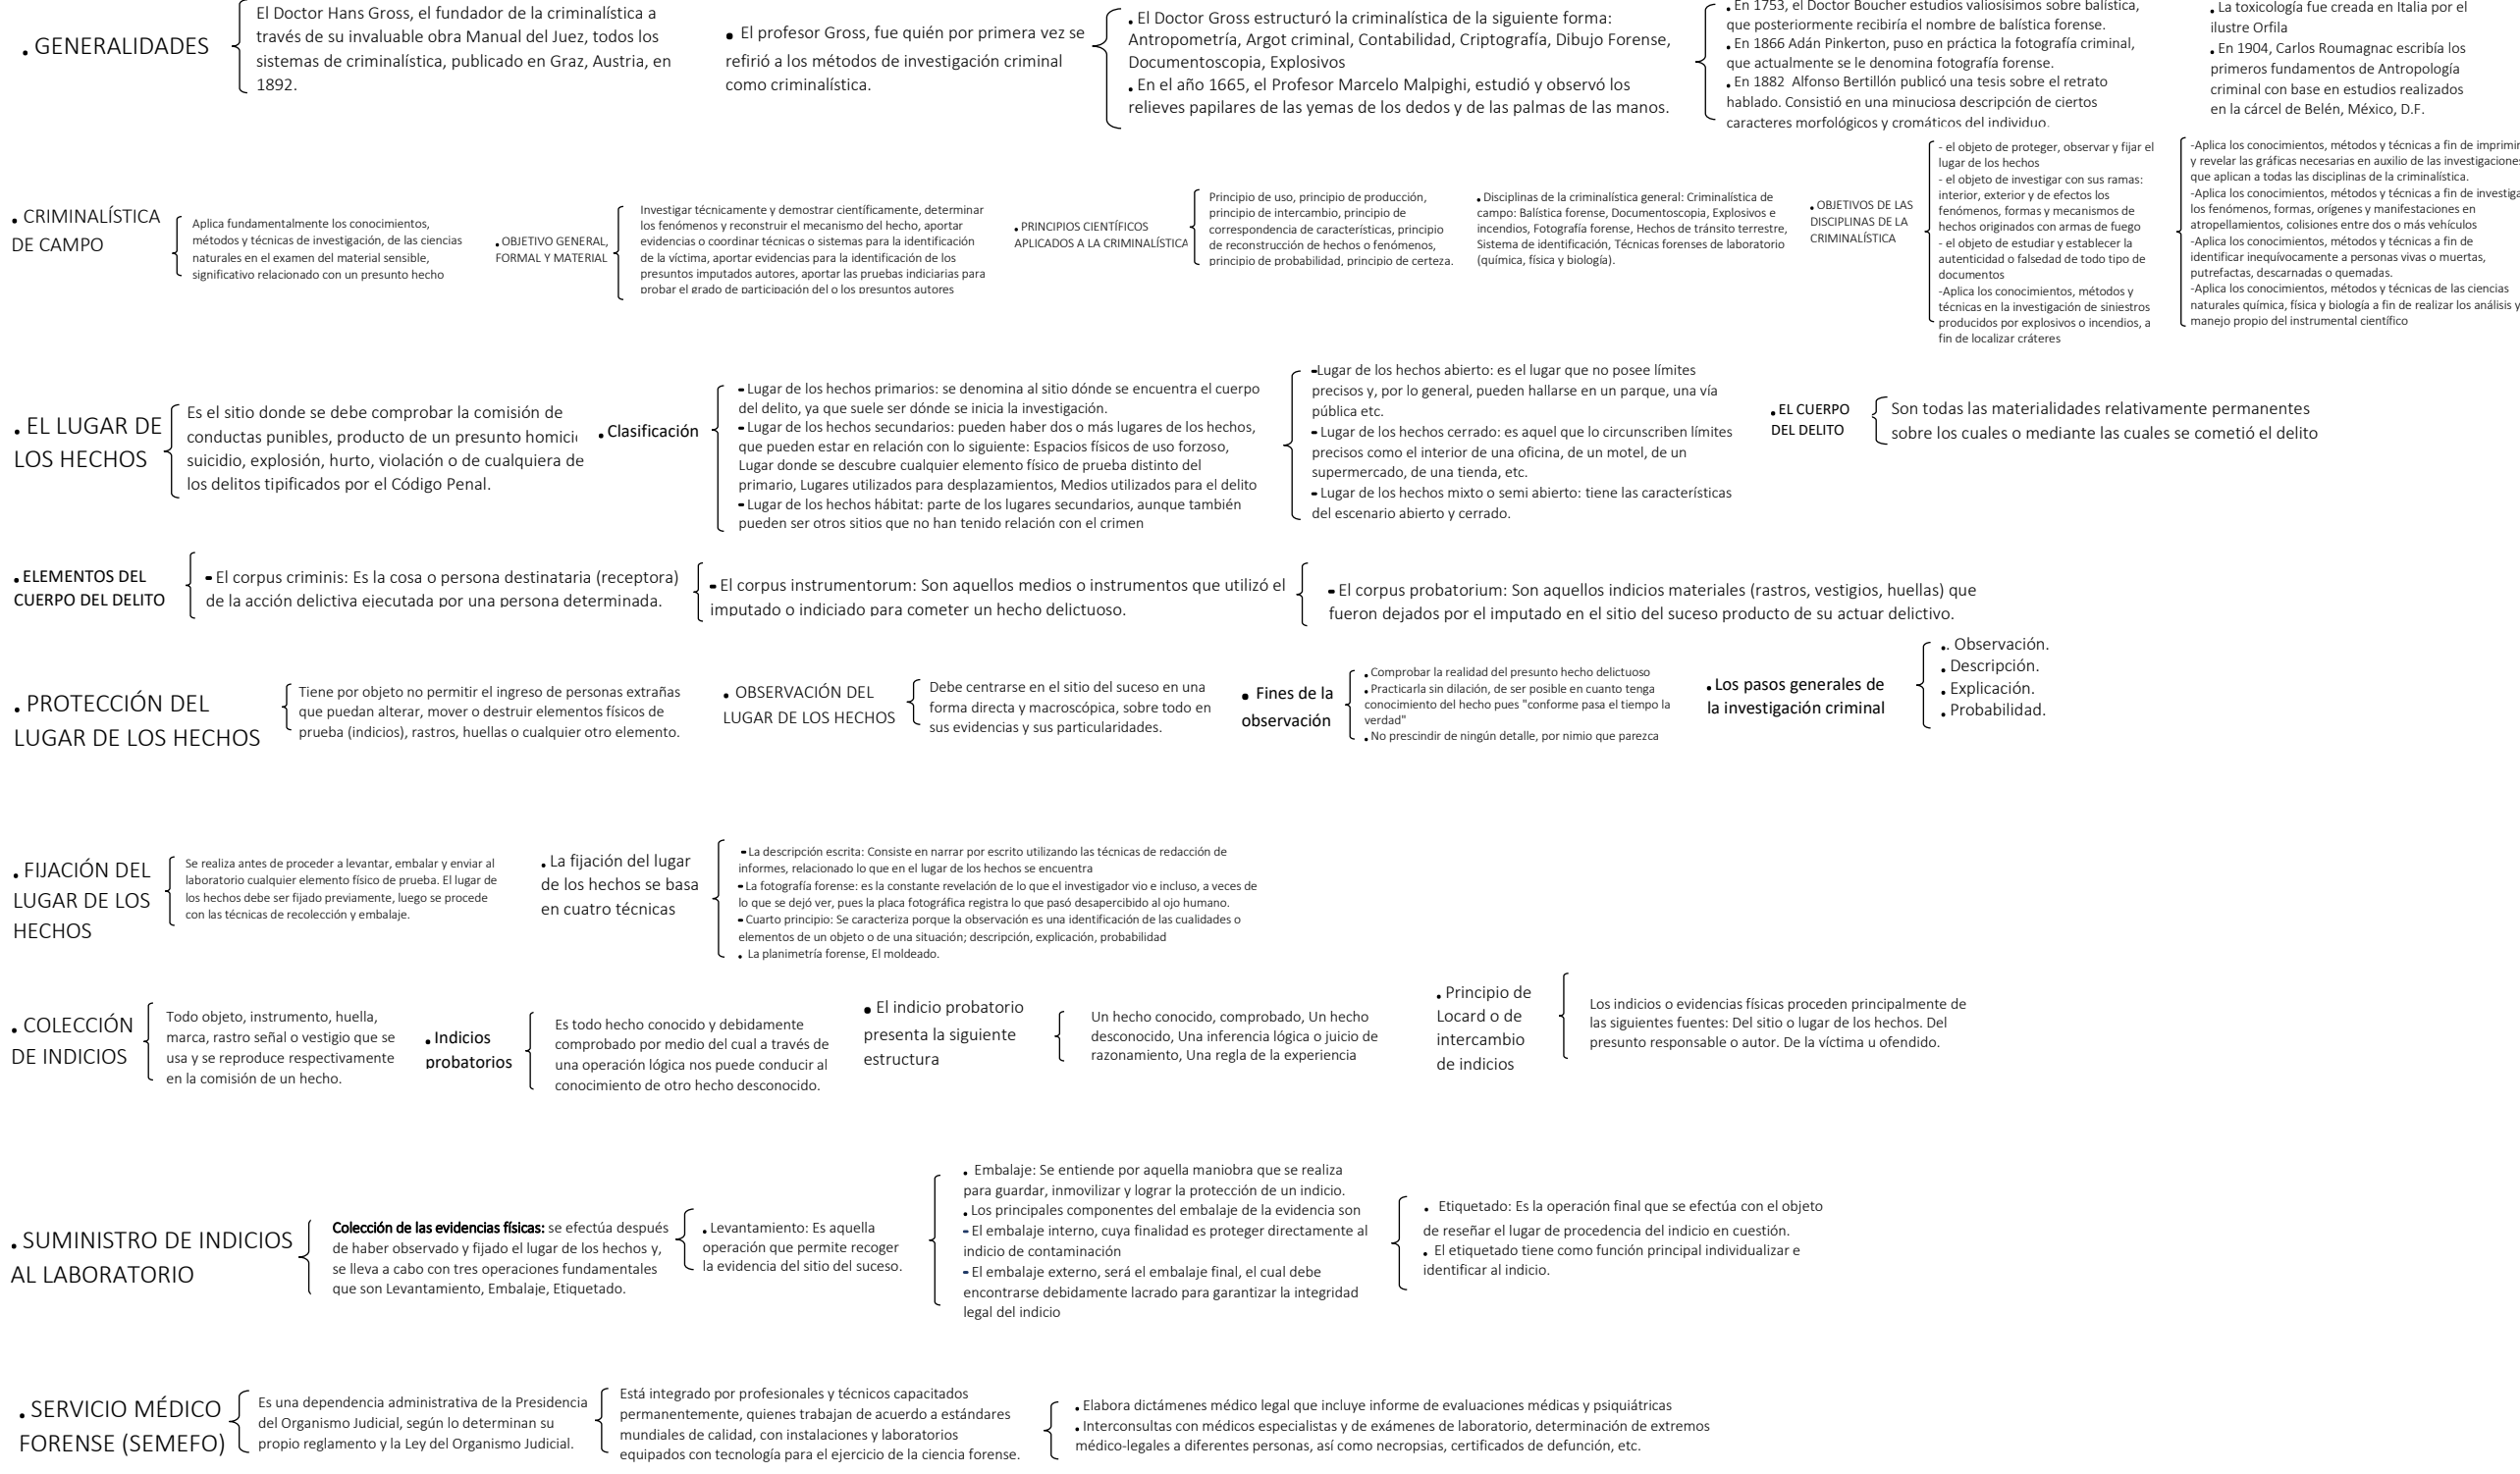 . GENERALIDADES
El Doctor Hans Gross, el fundador de la criminalística a
través de su invaluable obra Manual del Juez, todos los
sistemas de criminalística, publicado en Graz, Austria, en
1892.
• El profesor Gross, fue quién por primera vez se
refirió a los métodos de investigación criminal
como criminalística.
. El Doctor Gross estructuró la criminalística de la siguiente forma:
Antropometría, Argot criminal, Contabilidad, Criptografía, Dibujo Forense,
Documentoscopia, Explosivos
. En el año 1665, el Profesor Marcelo Malpighi, estudió y observó los
relieves papilares de las yemas de los dedos y de las palmas de las manos.
. En 1753, el Doctor Boucher estudios valiosísimos sobre balística,
que posteriormente recibiría el nombre de balística forense.
. En 1866 Adán Pinkerton, puso en práctica la fotografía criminal,
que actualmente se le denomina fotografía forense.
. En 1882 Alfonso Bertillón publicó una tesis sobre el retrato
hablado. Consistió en una minuciosa descripción de ciertos
caracteres morfológicos y cromáticos del individuo.
. La toxicología fue creada en Italia por el
ilustre Orfila
. En 1904, Carlos Roumagnac escribía los
primeros fundamentos de Antropología
criminal con base en estudios realizados
en la cárcel de Belén, México, D.F.
. CRIMINALÍSTICA
DE CAMPO
Aplica fundamentalmente los conocimientos,
métodos y técnicas de investigación, de las ciencias
naturales en el examen del material sensible,
significativo relacionado con un presunto hecho
. OBJETIVO GENERAL,
FORMAL Y MATERIAL
Investigar técnicamente y demostrar científicamente, determinar
los fenómenos y reconstruir el mecanismo del hecho, aportar
evidencias o coordinar técnicas o sistemas para la identificación
de la víctima, aportar evidencias para la identificación de los
presuntos imputados autores, aportar las pruebas indiciarias para
probar el grado de participación del o los presuntos autores
. PRINCIPIOS CIENTÍFICOS
APLICADOS A LA CRIMINALÍSTICA
Principio de uso, principio de producción,
principio de intercambio, principio de
correspondencia de características, principio
de reconstrucción de hechos o fenómenos,
principio de probabilidad, principio de certeza.
. Disciplinas de la criminalística general: Criminalística de
campo: Balística forense, Documentoscopia, Explosivos e
incendios, Fotografía forense, Hechos de tránsito terrestre,
Sistema de identificación, Técnicas forenses de laboratorio
(química, física y biología).
. OBJETIVOS DE LAS
DISCIPLINAS DE LA
CRIMINALÍSTICA
- el objeto de proteger, observar y fijar el
lugar de los hechos
- el objeto de investigar con sus ramas:
interior, exterior y de efectos los
fenómenos, formas y mecanismos de
hechos originados con armas de fuego
- el objeto de estudiar y establecer la
autenticidad o falsedad de todo tipo de
documentos
-Aplica los conocimientos, métodos y
técnicas en la investigación de siniestros
producidos por explosivos o incendios, a
fin de localizar cráteres
-Aplica los conocimientos, métodos y técnicas a fin de imprimir
y revelar las gráficas necesarias en auxilio de las investigaciones
que aplican a todas las disciplinas de la criminalística.
-Aplica los conocimientos, métodos y técnicas a fin de investiga
los fenómenos, formas, orígenes y manifestaciones en
atropellamientos, colisiones entre dos o más vehículos
-Aplica los conocimientos, métodos y técnicas a fin de
identificar inequívocamente a personas vivas o muertas,
putrefactas, descarnadas o quemadas.
-Aplica los conocimientos, métodos y técnicas de las ciencias
naturales química, física y biología a fin de realizar los análisis y
manejo propio del instrumental científico
. EL LUGAR DE
LOS HECHOS
Es el sitio donde se debe comprobar la comisión de
conductas punibles, producto de un presunto homici
suicidio, explosión, hurto, violación o de cualquiera de
los delitos tipificados por el Código Penal.
. Clasificación
- Lugar de los hechos primarios: se denomina al sitio dónde se encuentra el cuerpo
del delito, ya que suele ser dónde se inicia la investigación.
- Lugar de los hechos secundarios: pueden haber dos o más lugares de los hechos,
que pueden estar en relación con lo siguiente: Espacios físicos de uso forzoso,
Lugar donde se descubre cualquier elemento físico de prueba distinto del
primario, Lugares utilizados para desplazamientos, Medios utilizados para el delito
- Lugar de los hechos hábitat: parte de los lugares secundarios, aunque también
pueden ser otros sitios que no han tenido relación con el crimen
-Lugar de los hechos abierto: es el lugar que no posee límites
precisos y, por lo general, pueden hallarse en un parque, una vía
pública etc.
- Lugar de los hechos cerrado: es aquel que lo circunscriben límites
precisos como el interior de una oficina, de un motel, de un
supermercado, de una tienda, etc.
- Lugar de los hechos mixto o semi abierto: tiene las características
del escenario abierto y cerrado.
. EL CUERPO
DEL DELITO
Son todas las materialidades relativamente permanentes
sobre los cuales o mediante las cuales se cometió el delito
. ELEMENTOS DEL
CUERPO DEL DELITO
- El corpus criminis: Es la cosa o persona destinataria (receptora)
de la acción delictiva ejecutada por una persona determinada.
- El corpus instrumentorum: Son aquellos medios o instrumentos que utilizó el
imputado o indiciado para cometer un hecho delictuoso.
- El corpus probatorium: Son aquellos indicios materiales (rastros, vestigios, huellas) que
fueron dejados por el imputado en el sitio del suceso producto de su actuar delictivo.
. PROTECCIÓN DEL
LUGAR DE LOS HECHOS
Tiene por objeto no permitir el ingreso de personas extrañas
que puedan alterar, mover o destruir elementos físicos de
prueba (indicios), rastros, huellas o cualquier otro elemento.
. OBSERVACIÓN DEL
LUGAR DE LOS HECHOS
Debe centrarse en el sitio del suceso en una
forma directa y macroscópica, sobre todo en
sus evidencias y sus particularidades.
• Fines de la
observación
. Comprobar la realidad del presunto hecho delictuoso
. Practicarla sin dilación, de ser posible en cuanto tenga
conocimiento del hecho pues "conforme pasa el tiempo la
verdad"
. No prescindir de ningún detalle, por nimio que parezca
. Los pasos generales de
la investigación criminal
.. Observación.
. Descripción.
. Explicación.
. Probabilidad.
. FIJACIÓN DEL
LUGAR DE LOS
HECHOS
Se realiza antes de proceder a levantar, embalar y enviar al
laboratorio cualquier elemento físico de prueba. El lugar de
los hechos debe ser fijado previamente, luego se procede
con las técnicas de recolección y embalaje.
. La fijación del lugar
de los hechos se basa
en cuatro técnicas
- La descripción escrita: Consiste en narrar por escrito utilizando las técnicas de redacción de
informes, relacionado lo que en el lugar de los hechos se encuentra
- La fotografía forense: es la constante revelación de lo que el investigador vio e incluso, a veces de
lo que se dejó ver, pues la placa fotográfica registra lo que pasó desapercibido al ojo humano.
- Cuarto principio: Se caracteriza porque la observación es una identificación de las cualidades o
elementos de un objeto o de una situación; descripción, explicación, probabilidad
. La planimetría forense, El moldeado.
. COLECCIÓN
DE INDICIOS
Todo objeto, instrumento, huella,
marca, rastro señal o vestigio que se
usa y se reproduce respectivamente
en la comisión de un hecho.
. Indicios
probatorios
Es todo hecho conocido y debidamente
comprobado por medio del cual a través de
una operación lógica nos puede conducir al
conocimiento de otro hecho desconocido.
• El indicio probatorio
presenta la siguiente
estructura
Un hecho conocido, comprobado, Un hecho
desconocido, Una inferencia lógica o juicio de
razonamiento, Una regla de la experiencia
. Principio de
Locard o de
intercambio
de indicios
Los indicios o evidencias físicas proceden principalmente de
las siguientes fuentes: Del sitio o lugar de los hechos. Del
presunto responsable o autor. De la víctima u ofendido.
. SUMINISTRO DE INDICIOS
AL LABORATORIO
Colección de las evidencias físicas: se efectúa después
de haber observado y fijado el lugar de los hechos y,
se lleva a cabo con tres operaciones fundamentales
que son Levantamiento, Embalaje, Etiquetado.
. Levantamiento: Es aquella
operación que permite recoger
la evidencia del sitio del suceso.
. Embalaje: Se entiende por aquella maniobra que se realiza
para guardar, inmovilizar y lograr la protección de un indicio.
. Los principales componentes del embalaje de la evidencia son
- El embalaje interno, cuya finalidad es proteger directamente al
indicio de contaminación
- El embalaje externo, será el embalaje final, el cual debe
encontrarse debidamente lacrado para garantizar la integridad
legal del indicio
. Etiquetado: Es la operación final que se efectúa con el objeto
de reseñar el lugar de procedencia del indicio en cuestión.
. El etiquetado tiene como función principal individualizar e
identificar al indicio.
. SERVICIO MÉDICO
FORENSE (SEMEFO)
Es una dependencia administrativa de la Presidencia
del Organismo Judicial, según lo determinan su
propio reglamento y la Ley del Organismo Judicial.
Está integrado por profesionales y técnicos capacitados
permanentemente, quienes trabajan de acuerdo a estándares
mundiales de calidad, con instalaciones y laboratorios
equipados con tecnología para el ejercicio de la ciencia forense.
. Elabora dictámenes médico legal que incluye informe de evaluaciones médicas y psiquiátricas
. Interconsultas con médicos especialistas y de exámenes de laboratorio, determinación de extremos
médico-legales a diferentes personas, así como necropsias, certificados de defunción, etc.